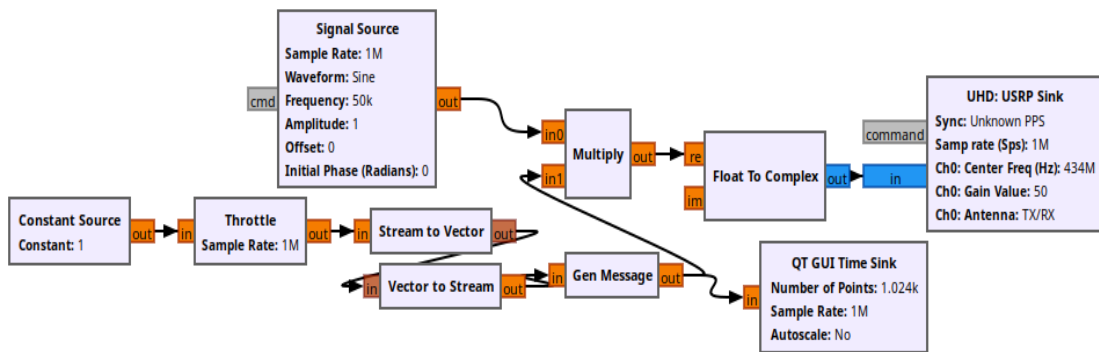 Signal Source
Sample Rate: 1M
Waveform: Sine
cmd
Frequency: 50k
out
Amplitude: 1
Offset: 0
Initial Phase (Radians): 0
in0
in1
Multiply
out
re
im
Float To Complex
out
UHD: USRP Sink
command
Sync: Unknown PPS
Samp rate (Sps): 1M
in
Ch0: Center Freq (Hz): 434M
Ch0: Gain Value: 50
Ch0: Antenna: TX/RX
Constant Source
Constant: 1
out
in
Throttle
Sample Rate: 1M
out
in
Stream to Vector
out
in
Vector to Stream
out
in
Gen Message
out
in
QT GUI Time Sink
Number of Points: 1.024k
Sample Rate: 1M
Autoscale: No